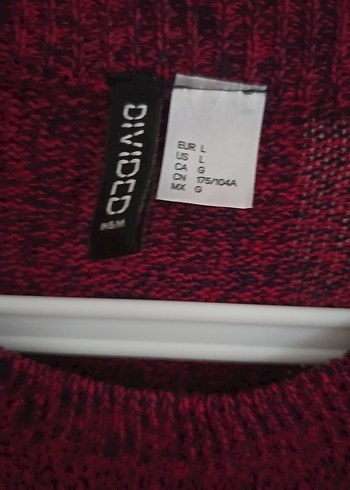 DIVIDED
H&M
EUR L
US L
CA G
CN 175/104A
MX G